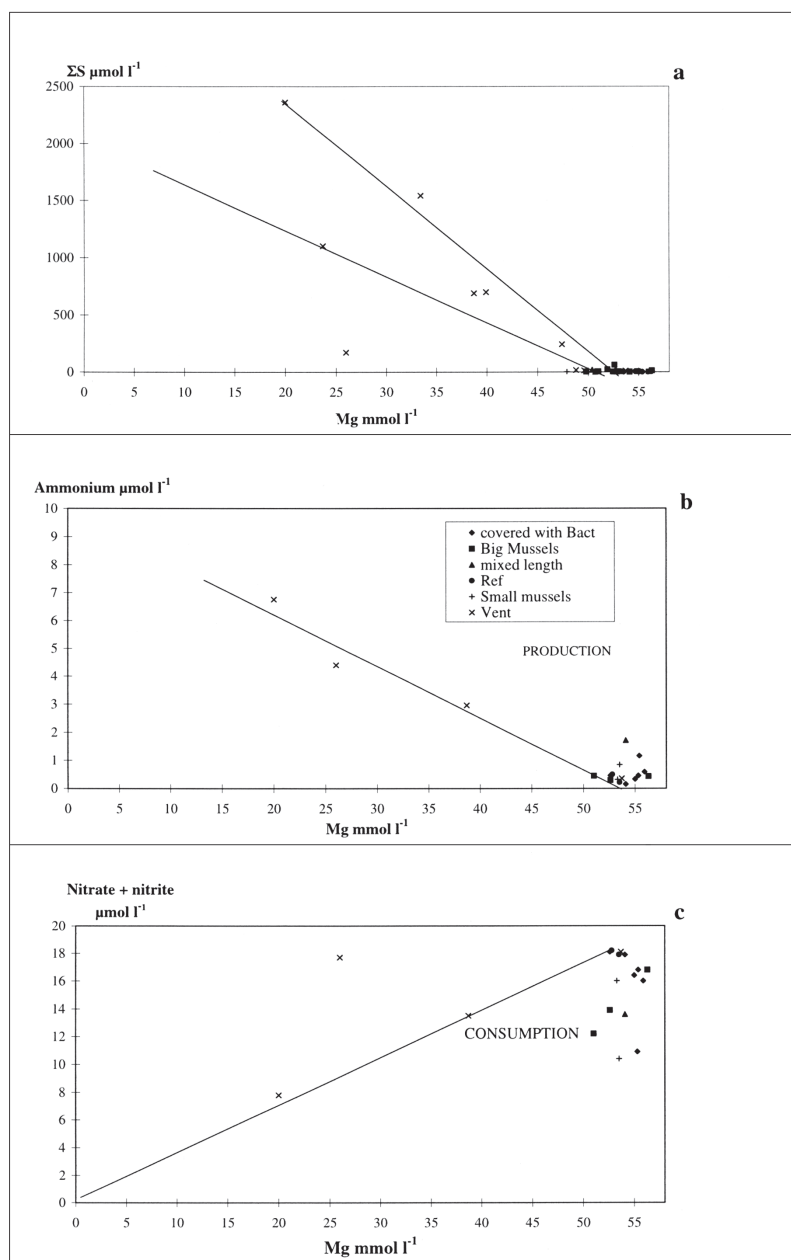 ΣS µmol l⁻¹
a
2500
2000
1500
1000
500
0
0 5 10 15 20 25 30 35 40 45 50 55
Mg mmol l⁻¹
Ammonium µmol l⁻¹
b
10
9
8
7
6
5
4
3
2
1
0
covered with Bact
Big Mussels
mixed length
Ref
Small mussels
Vent
PRODUCTION
0 5 10 15 20 25 30 35 40 45 50 55
Mg mmol l⁻¹
Nitrate + nitrite
µmol l⁻¹
c
20
18
16
14
12
10
8
6
4
2
0
CONSUMPTION
0 5 10 15 20 25 30 35 40 45 50 55
Mg mmol l⁻¹